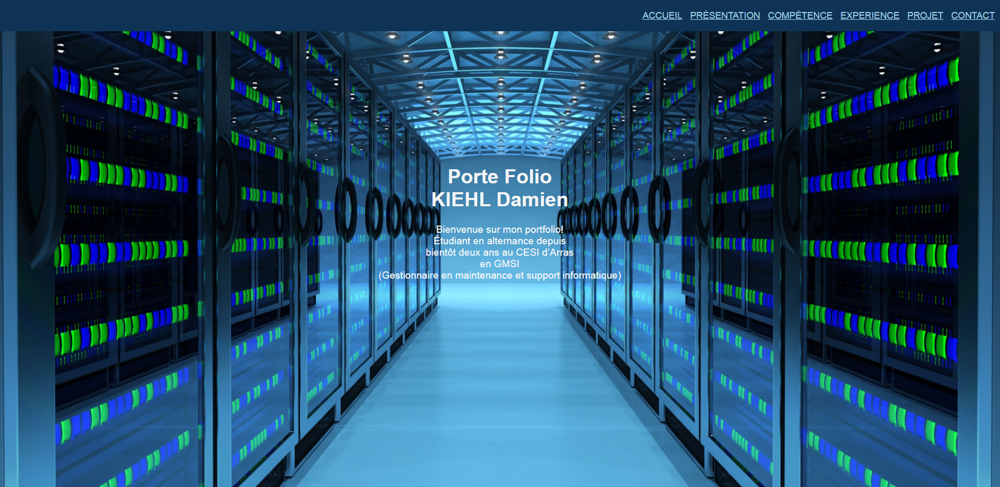 ACCUEIL PRÉSENTATION COMPÉTENCE EXPERIENCE PROJET CONTACT
Porte Folio
KIEHL Damien
Bienvenue sur mon portfolio!
Étudiant en alternance depuis
bientôt deux ans au CESI d'Arras
en GMSI
(Gestionnaire en maintenance et support informatique)